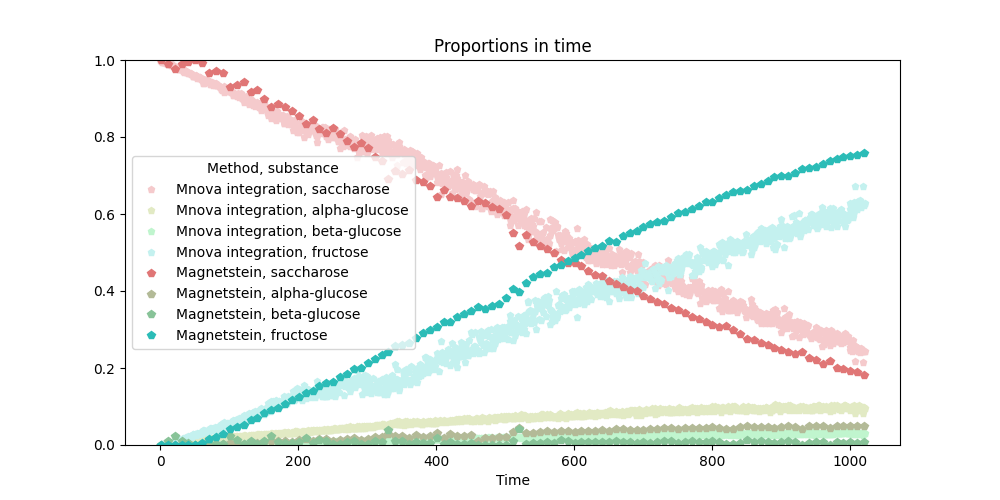 Proportions in time
1.0
0.8
0.6
0.4
0.2
0.0
Method, substance
Mnova integration, saccharose
Mnova integration, alpha-glucose
Mnova integration, beta-glucose
Mnova integration, fructose
Magnetstein, saccharose
Magnetstein, alpha-glucose
Magnetstein, beta-glucose
Magnetstein, fructose
0 200 400 600 800 1000
Time